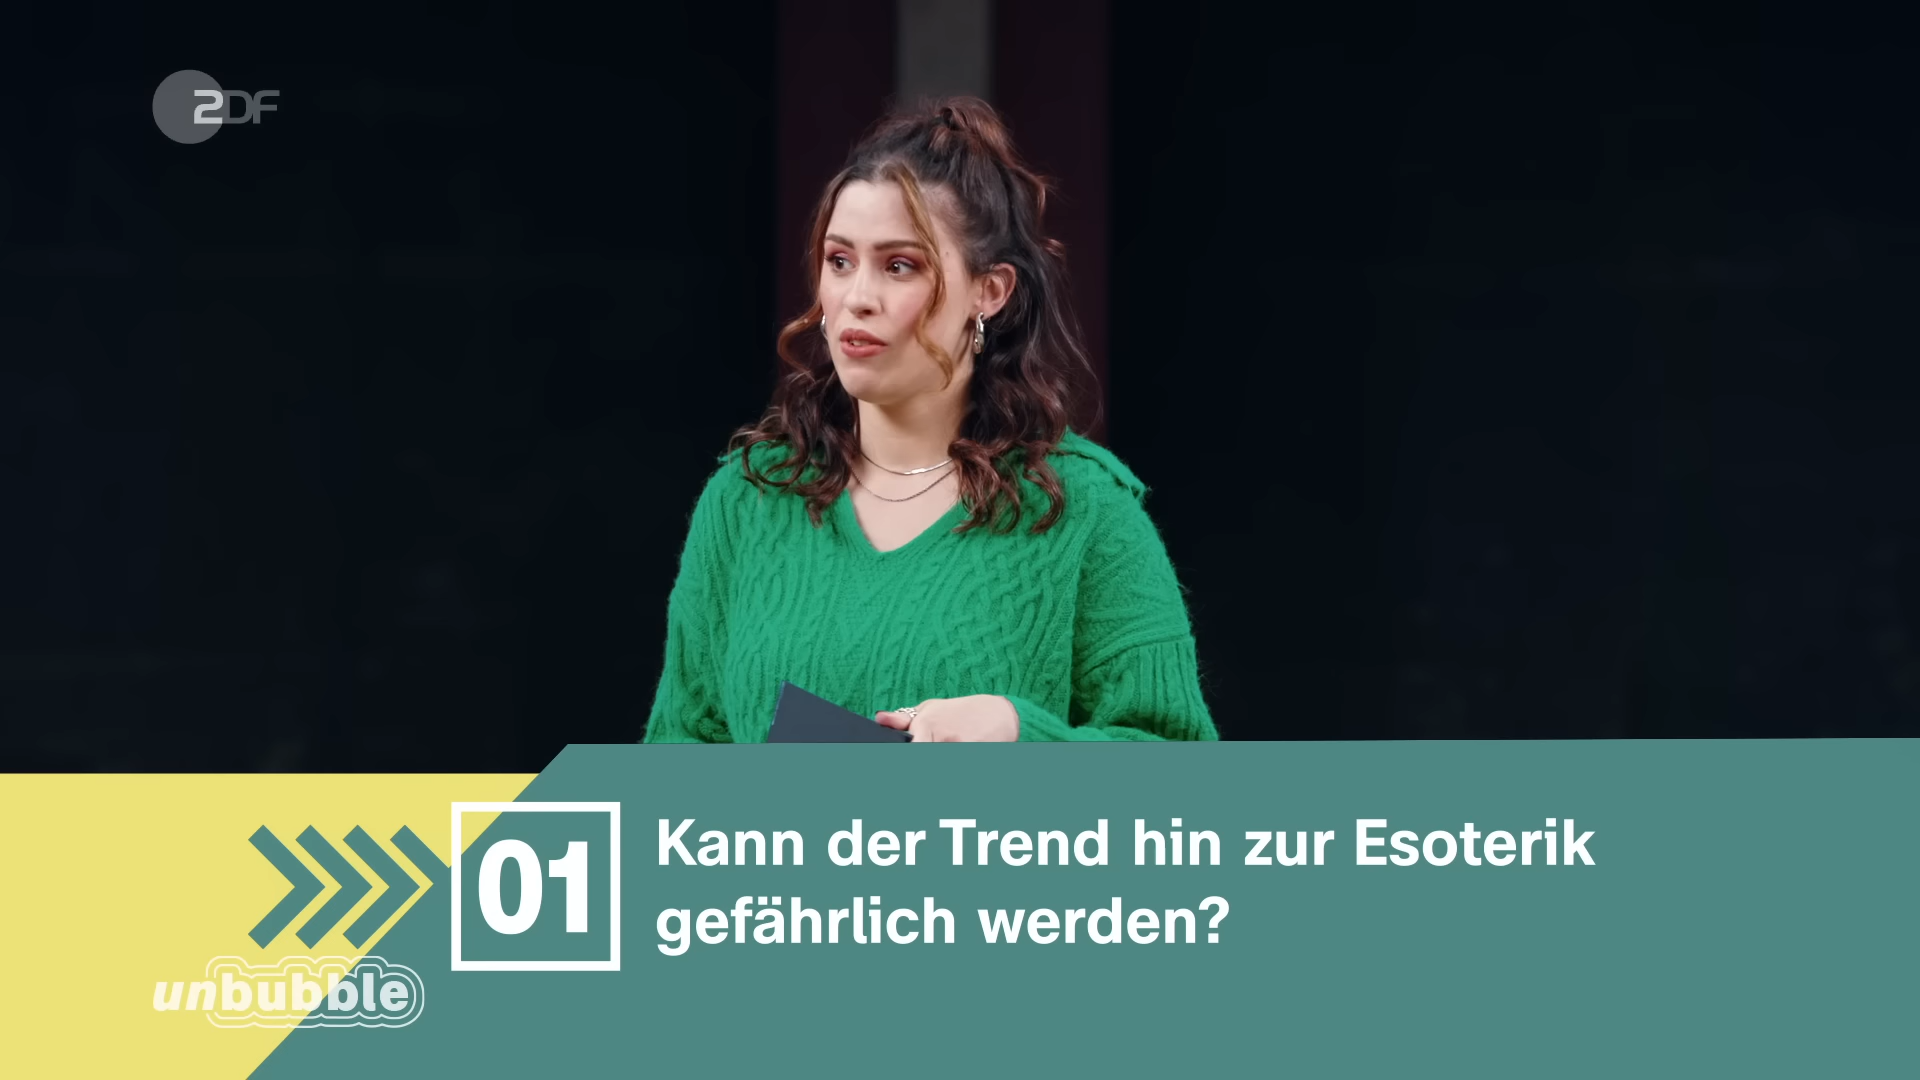 ZDF
01
Kann der Trend hin zur Esoterik
gefährlich werden?
unbubble